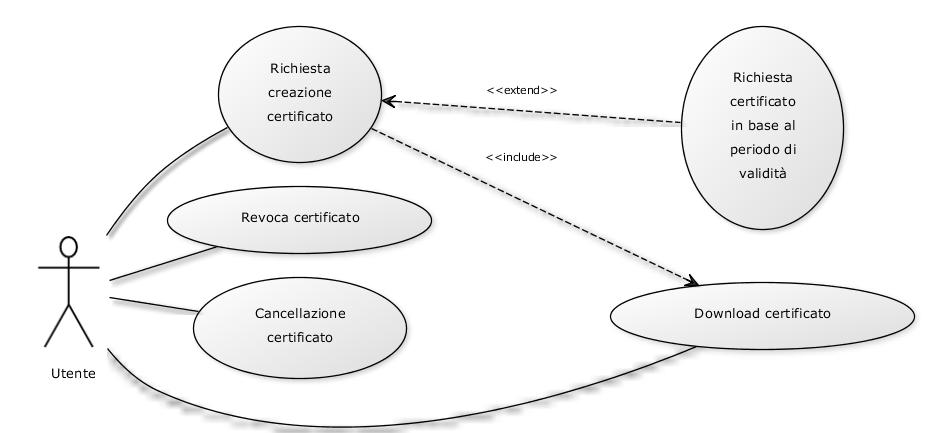 Richiesta
creazione
certificato
<<extend>>
Richiesta
certificato
in base al
periodo di
validità
<<include>>
Revoca certificato
Cancellazione
certificato
Download certificato
Utente